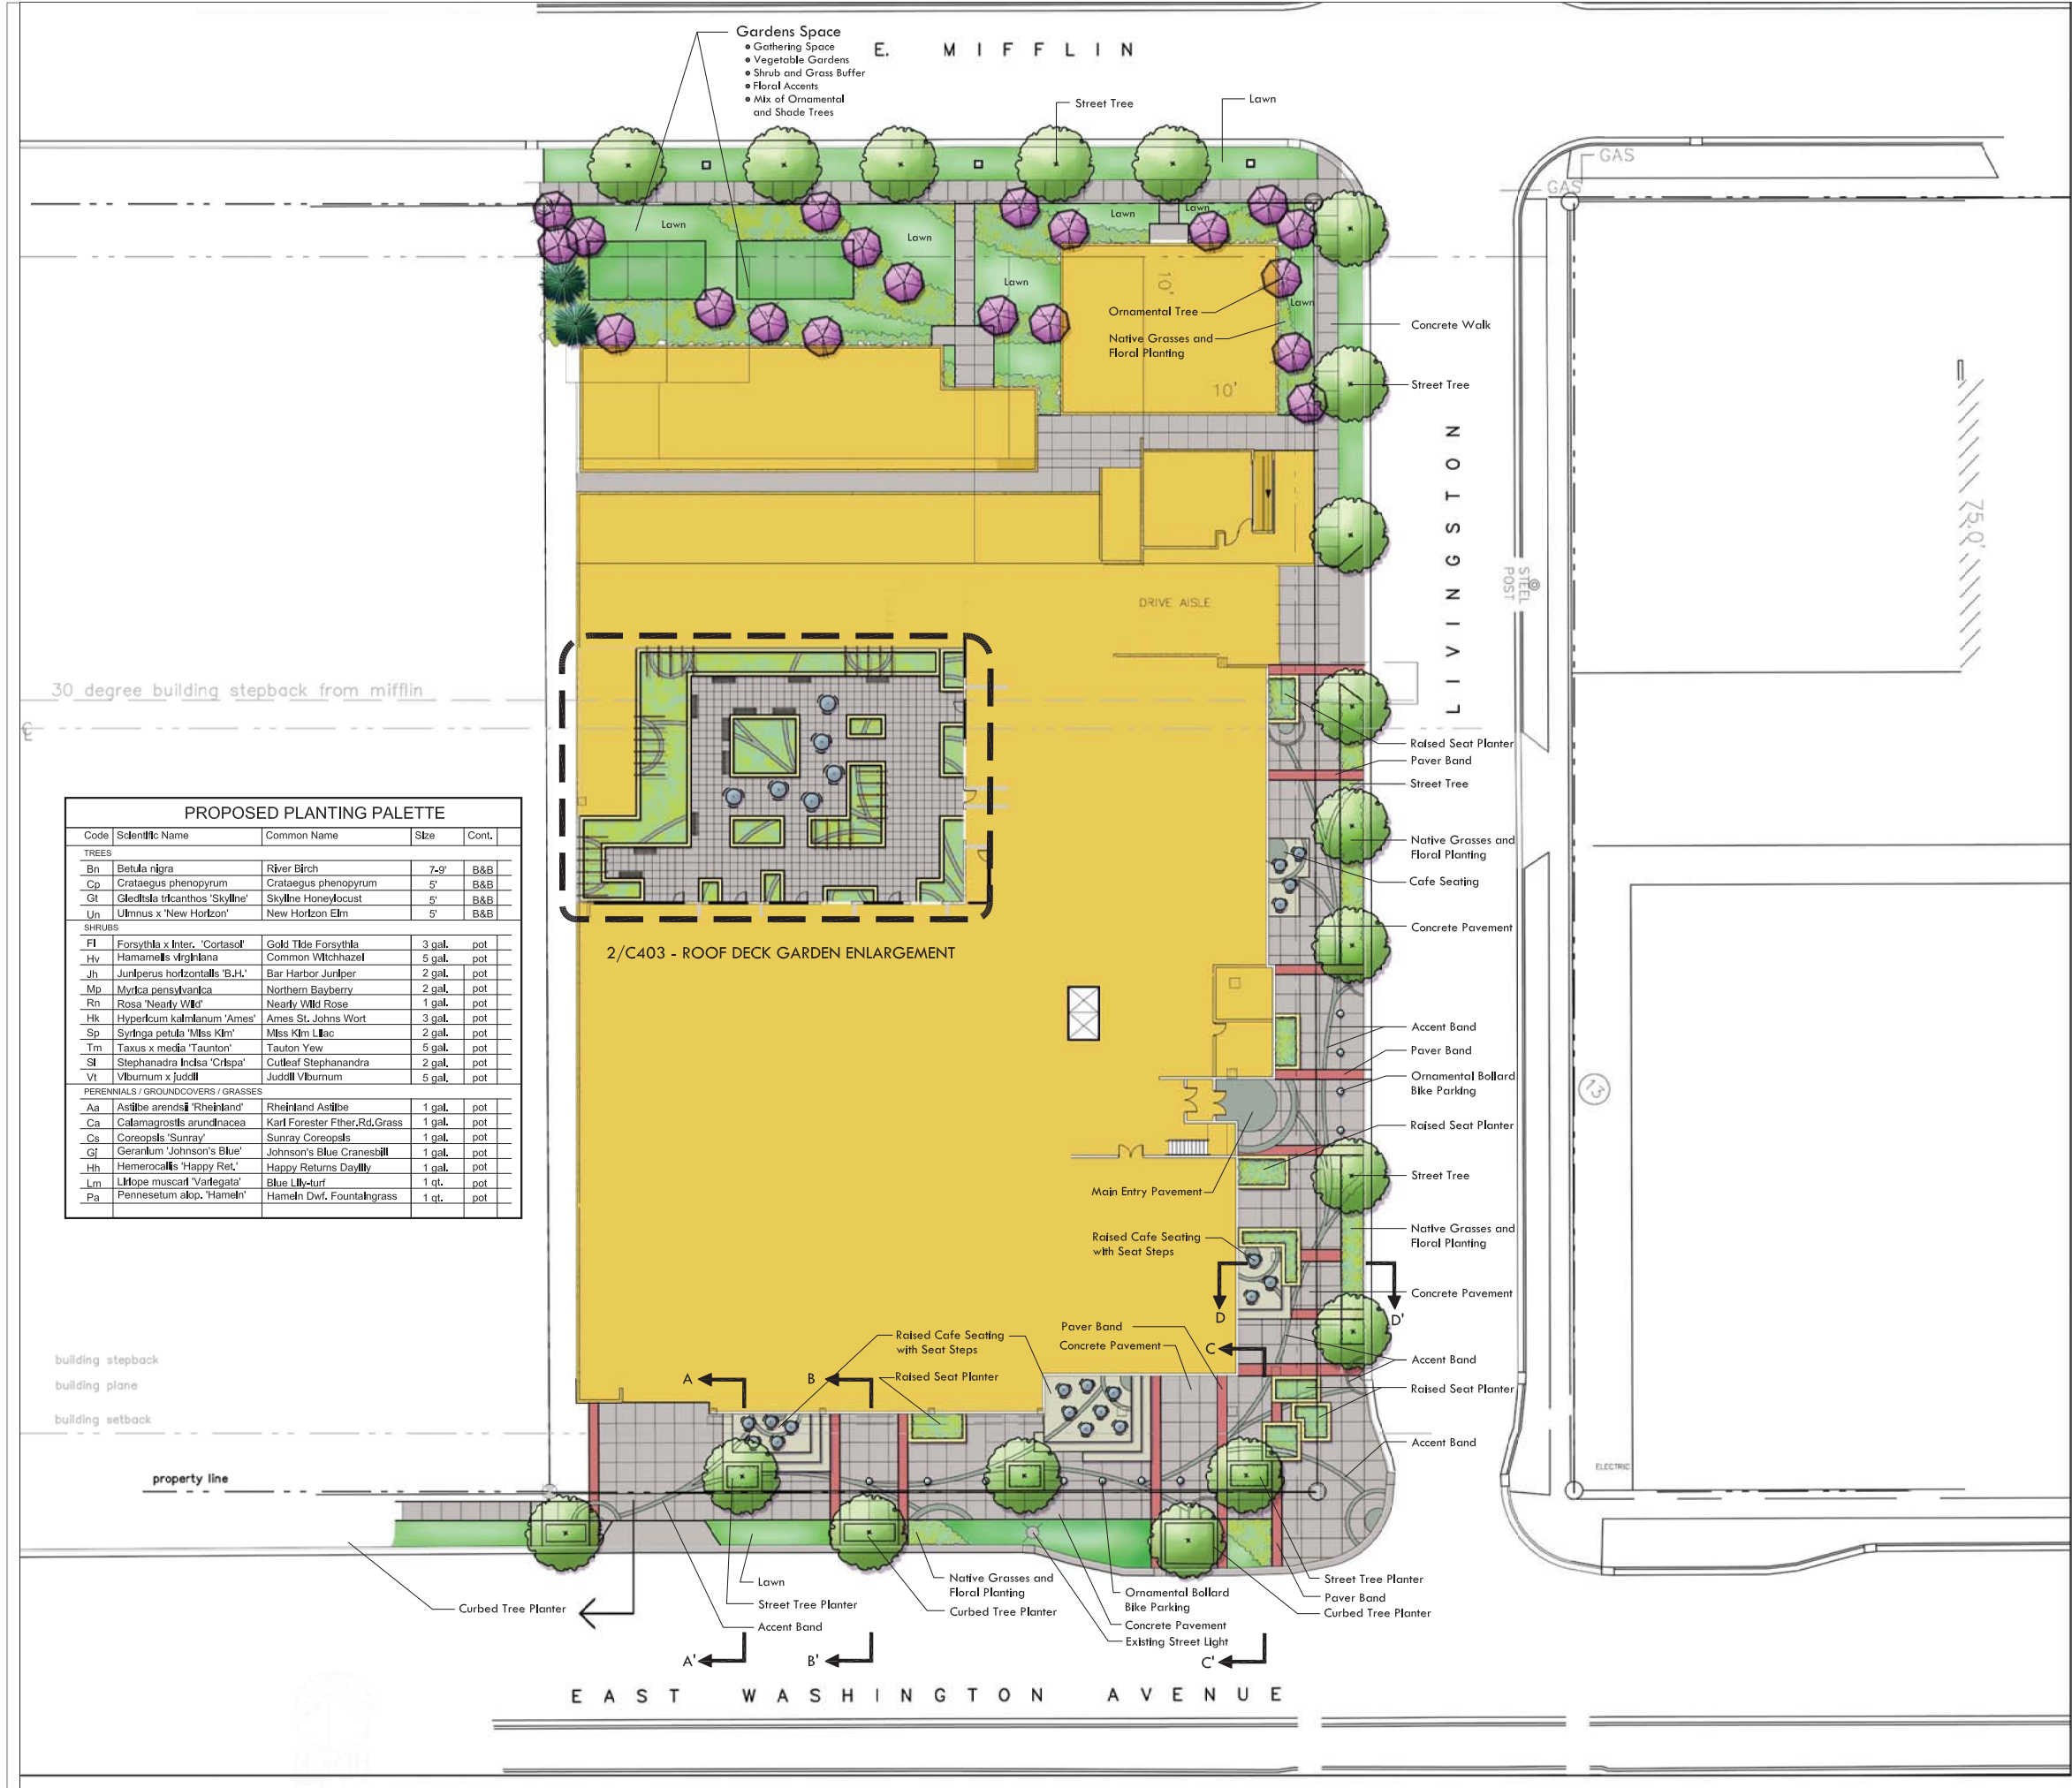 Gardens Space
• Gathering Space
• Vegetable Gardens
• Shrub and Grass Buffer
• Floral Accents
• Mix of Ornamental
and Shade Trees
E. MIFFLIN
Street Tree
Lawn
GAS
GAS
Lawn
Lawn
Lawn
Lawn
Lawn
Lawn
10'
Ornamental Tree
Native Grasses and
Floral Planting
10'
Concrete Walk
Street Tree
LIVINGSTON
75.0'
STEEL
POST
DRIVE AISLE
30 degree building stepback from mifflin
Raised Seat Planter
Paver Band
Street Tree
Native Grasses and
Floral Planting
Cafe Seating
Concrete Pavement
2/C403 - ROOF DECK GARDEN ENLARGEMENT
PROPOSED PLANTING PALETTE
Code Scientific Name Common Name Size Cont.
TREES
Bn Betula nigra River Birch 7-9' B&B
Cp Crataegus phenopyrum Crataegus phenopyrum 5' B&B
Gt Gleditsia tricanthos 'Skyline' Skyline Honeylocust 5' B&B
Un Ulmnus x 'New Horizon' New Horizon Elm 5' B&B
SHRUBS
FI Forsythia x Inter. 'Cortasol' Gold Tide Forsythia 3 gal. pot
Hv Hamamelis virginiana Common Witchhazel 5 gal. pot
Jh Juniperus horizontalis 'B.H.' Bar Harbor Juniper 2 gal. pot
Mp Myrica pensylvanica Northern Bayberry 2 gal. pot
Rn Rosa 'Nearly Wild' Nearly Wild Rose 1 gal. pot
Hk Hypericum kalmianum 'Ames' Ames St. Johns Wort 3 gal. pot
Sp Syringa petula 'Miss Kim' Miss Kim Lilac 2 gal. pot
Tm Taxus x media 'Taunton' Tauton Yew 5 gal. pot
SI Stephanadra Incisa 'Crispa' Cutleaf Stephanandra 2 gal. pot
Vt Viburnum x juddii Juddii Viburnum 5 gal. pot
PERENNIALS / GROUNDCOVERS / GRASSES
Aa Astilbe arendsii 'Rheinland' Rheinland Astilbe 1 gal. pot
Ca Calamagrostis arundinacea Karl Forester Fther.Rd.Grass 1 gal. pot
Cs Coreopsis 'Sunray' Sunray Coreopsis 1 gal. pot
Gj Geranium 'Johnson's Blue' Johnson's Blue Cranesbill 1 gal. pot
Hh Hemerocallis 'Happy Ret.' Happy Returns Daylily 1 gal. pot
Lm Liriope muscari 'Variegata' Blue Lily-turf 1 qt. pot
Pa Pennesetum alop. 'Hameln' Hameln Dwf. Fountaingrass 1 qt. pot
Accent Band
Paver Band
Ornamental Bollard
Bike Parking
13
Raised Seat Planter
Main Entry Pavement
Street Tree
Native Grasses and
Floral Planting
Raised Cafe Seating
with Seat Steps
Concrete Pavement
D
D'
Paver Band
Concrete Pavement
C
Raised Cafe Seating
with Seat Steps
Raised Seat Planter
A
B
Accent Band
Raised Seat Planter
Accent Band
building stepback
building plane
building setback
property line
ELECTRIC
Curbed Tree Planter
Lawn
Street Tree Planter
Accent Band
Native Grasses and
Floral Planting
Curbed Tree Planter
Ornamental Bollard
Bike Parking
Concrete Pavement
Existing Street Light
Street Tree Planter
Paver Band
Curbed Tree Planter
A'
B'
C'
EAST WASHINGTON AVENUE
NORTH